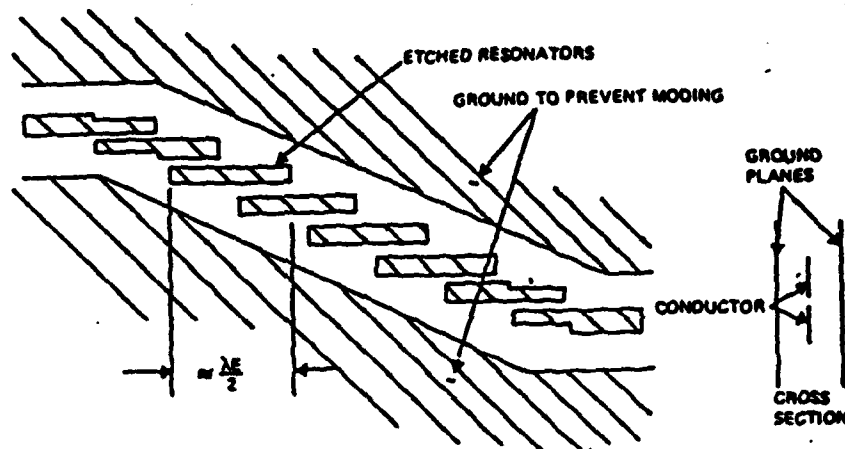 ETCHED RESONATORS
GROUND TO PREVENT MODING
GROUND
PLANES
CONDUCTOR
≈ λE/2
CROSS
SECTION